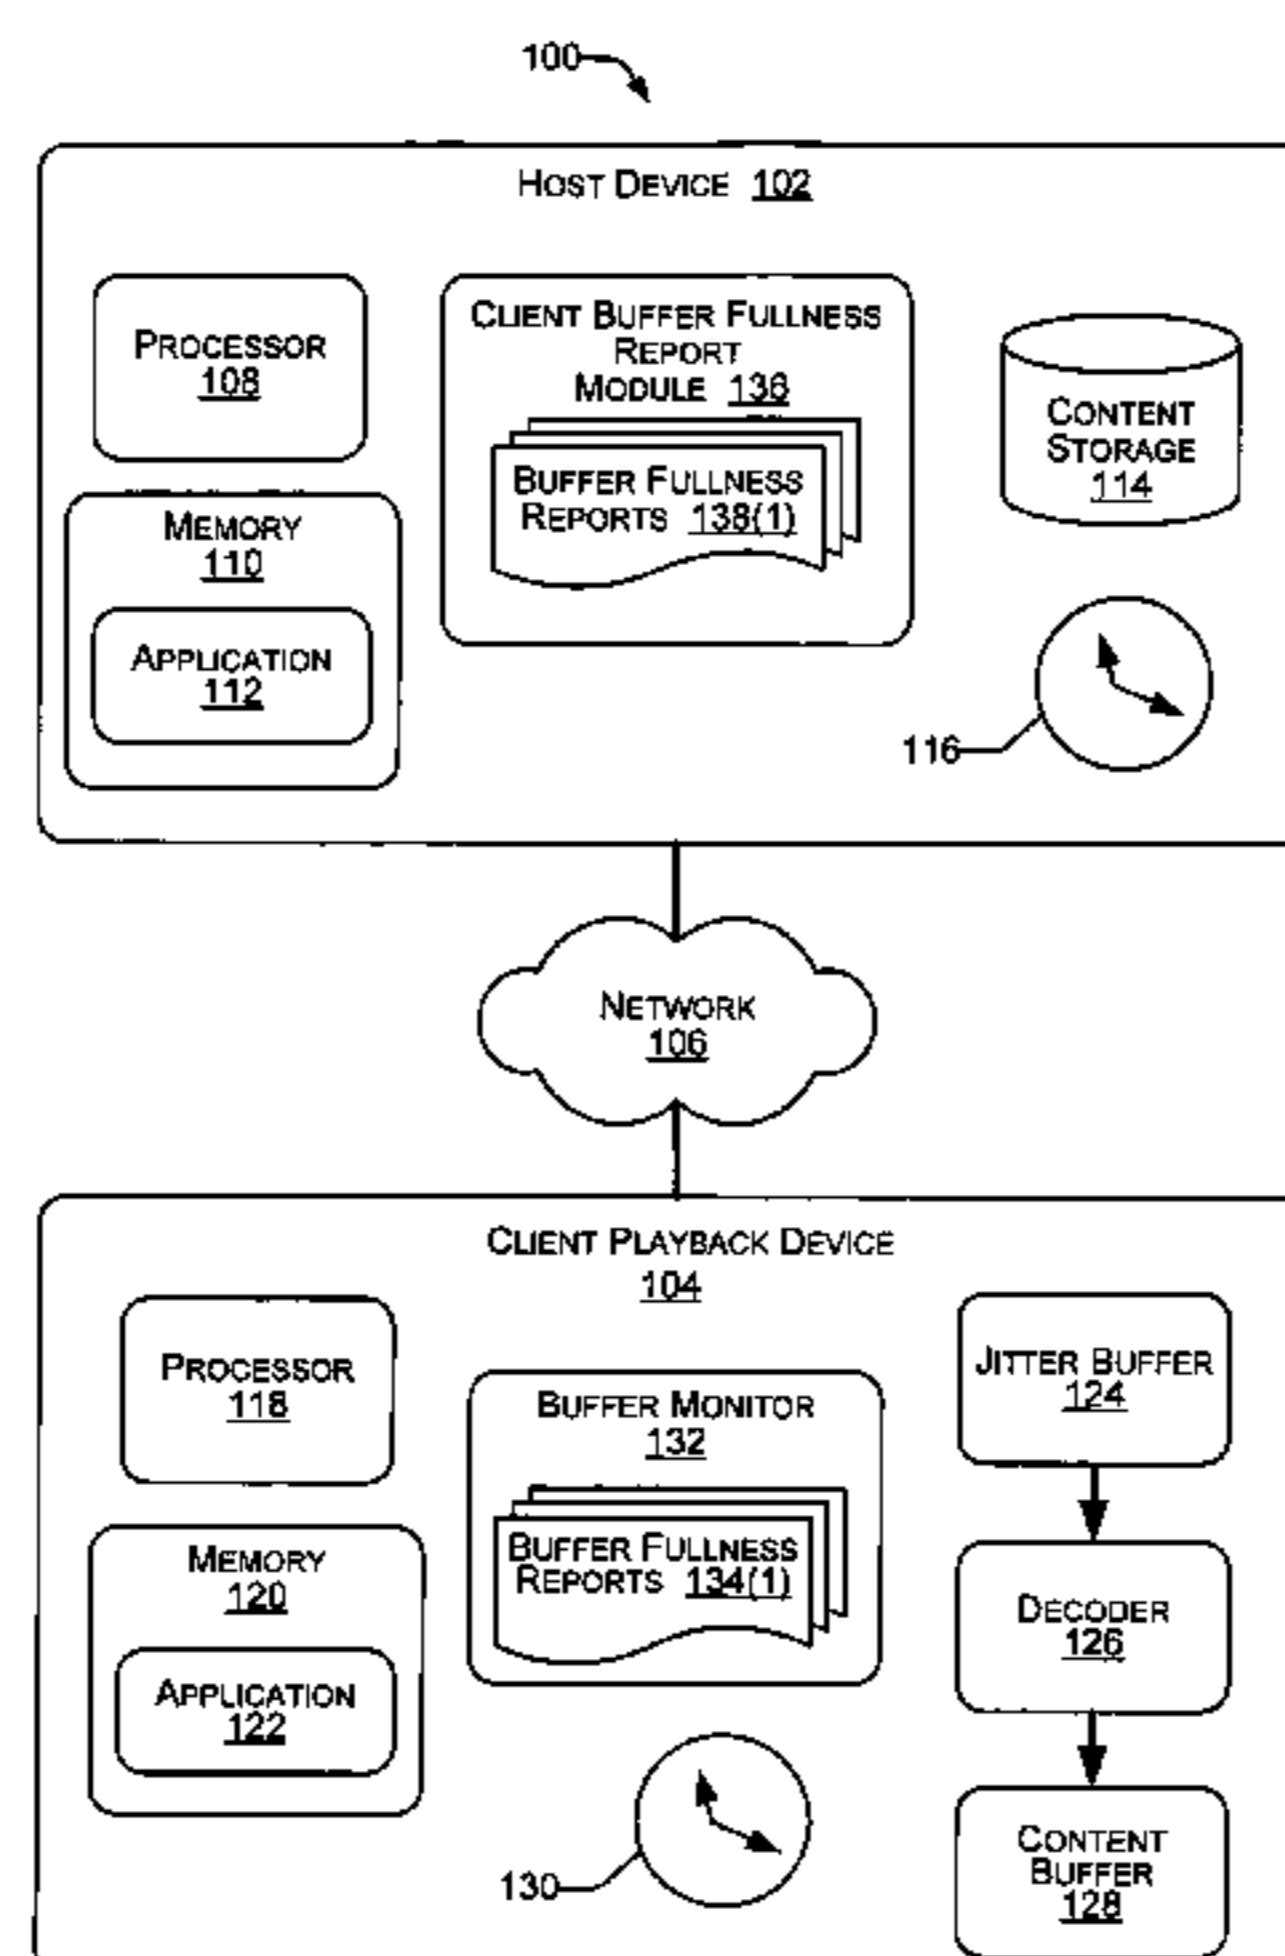 100
HOST DEVICE 102
PROCESSOR
108
CLIENT BUFFER FULLNESS
REPORT
MODULE 136
BUFFER FULLNESS
REPORTS 138(1)
CONTENT
STORAGE
114
MEMORY
110
APPLICATION
112
116
NETWORK
106
CLIENT PLAYBACK DEVICE
104
PROCESSOR
118
BUFFER MONITOR
132
BUFFER FULLNESS
REPORTS 134(1)
JITTER BUFFER
124
MEMORY
120
APPLICATION
122
DECODER
126
130
CONTENT
BUFFER
128